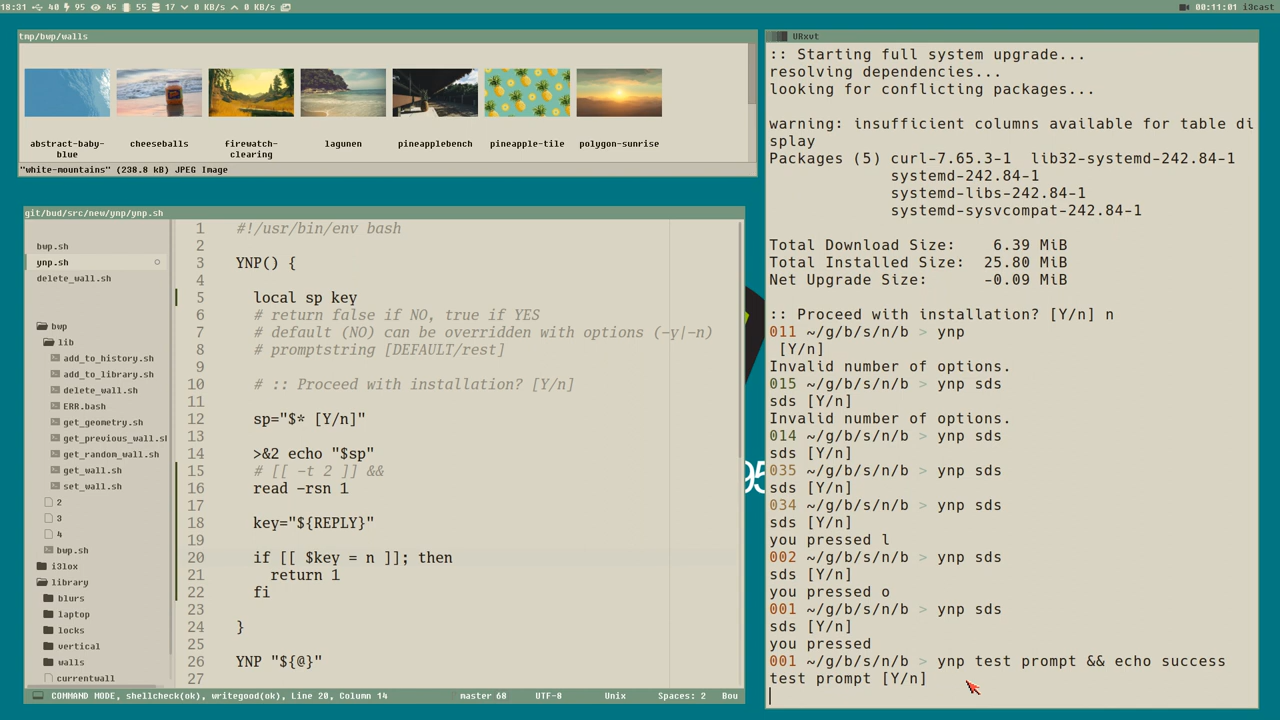 18:31 40 95 45 55 17 0 KB/s 0 KB/s
00:11:01 i3cast
tmp/bwp/walls
abstract-baby-blue
cheeseballs
firewatch-clearing
lagunen
pineapplebench
pineapple-tile
polygon-sunrise
"white-mountains" (238.8 kB) JPEG Image
git/bud/src/new/ynp/ynp.sh
bwp.sh
ynp.sh
delete_wall.sh
bwp
lib
add_to_history.sh
add_to_library.sh
delete_wall.sh
ERR.bash
get_geometry.sh
get_previous_wall.sh
get_random_wall.sh
get_wall.sh
set_wall.sh
2
3
4
bwp.sh
i3lox
library
blurs
laptop
locks
vertical
walls
currentwall
1 #!/usr/bin/env bash
2
3 YNP() {
4
5 local sp key
6 # return false if NO, true if YES
7 # default (NO) can be overridden with options (-y|-n)
8 # promptstring [DEFAULT/rest]
9
10 # :: Proceed with installation? [Y/n]
11
12 sp="$* [Y/n]"
13
14 >&2 echo "$sp"
15 # [[ -t 2 ]] &&
16 read -rsn 1
17
18 key="${REPLY}"
19
20 if [[ $key = n ]]; then
21 return 1
22 fi
23
24 }
25
26 YNP "${@}"
27
COMMAND MODE, shellcheck(ok), writegood(ok), Line 20, Column 14 master 68 UTF-8 Unix Spaces: 2 Bou
URxvt
:: Starting full system upgrade...
resolving dependencies...
looking for conflicting packages...
warning: insufficient columns available for table di
splay
Packages (5) curl-7.65.3-1 lib32-systemd-242.84-1
systemd-242.84-1
systemd-libs-242.84-1
systemd-sysvcompat-242.84-1
Total Download Size: 6.39 MiB
Total Installed Size: 25.80 MiB
Net Upgrade Size: -0.09 MiB
:: Proceed with installation? [Y/n] n
011 ~/g/b/s/n/b > ynp
[Y/n]
Invalid number of options.
015 ~/g/b/s/n/b > ynp sds
sds [Y/n]
Invalid number of options.
014 ~/g/b/s/n/b > ynp sds
sds [Y/n]
035 ~/g/b/s/n/b > ynp sds
sds [Y/n]
034 ~/g/b/s/n/b > ynp sds
sds [Y/n]
you pressed l
002 ~/g/b/s/n/b > ynp sds
sds [Y/n]
you pressed o
001 ~/g/b/s/n/b > ynp sds
sds [Y/n]
you pressed
001 ~/g/b/s/n/b > ynp test prompt && echo success
test prompt [Y/n]